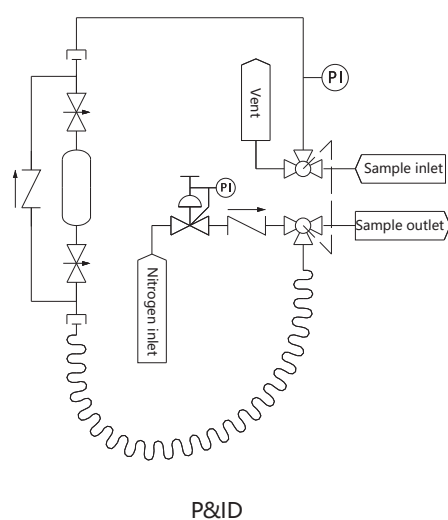 PI
Vent
Sample inlet
PI
Sample outlet
Nitrogen inlet
P&ID